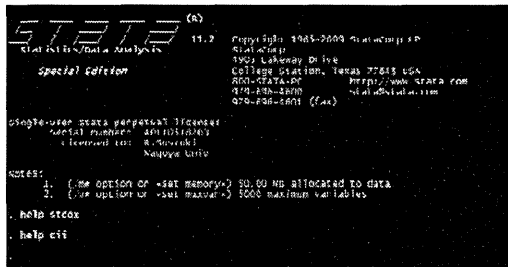 (R)
STATA 11.2 Copyright 1985-2009 StataCorp LP
Statistics/Data Analysis StataCorp
4905 Lakeway Drive
Special Edition College Station, Texas 77845 USA
800-STATA-PC http://www.stata.com
979-696-4600 stata@stata.com
979-696-4601 (fax)
Single-user Stata perpetual license:
Serial number:
Licensed to:
Nagoya Univ
Notes:
1. (/m# option or -set memory-) 50.00 MB allocated to data
2. (/v# option or -set maxvar-) 5000 maximum variables
. help stcox
. help cii
.